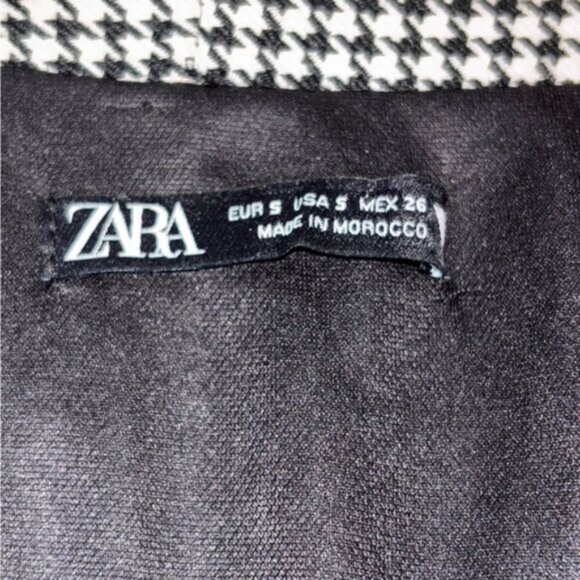 ZARA
EUR S USA S MEX 26
MADE IN MOROCCO